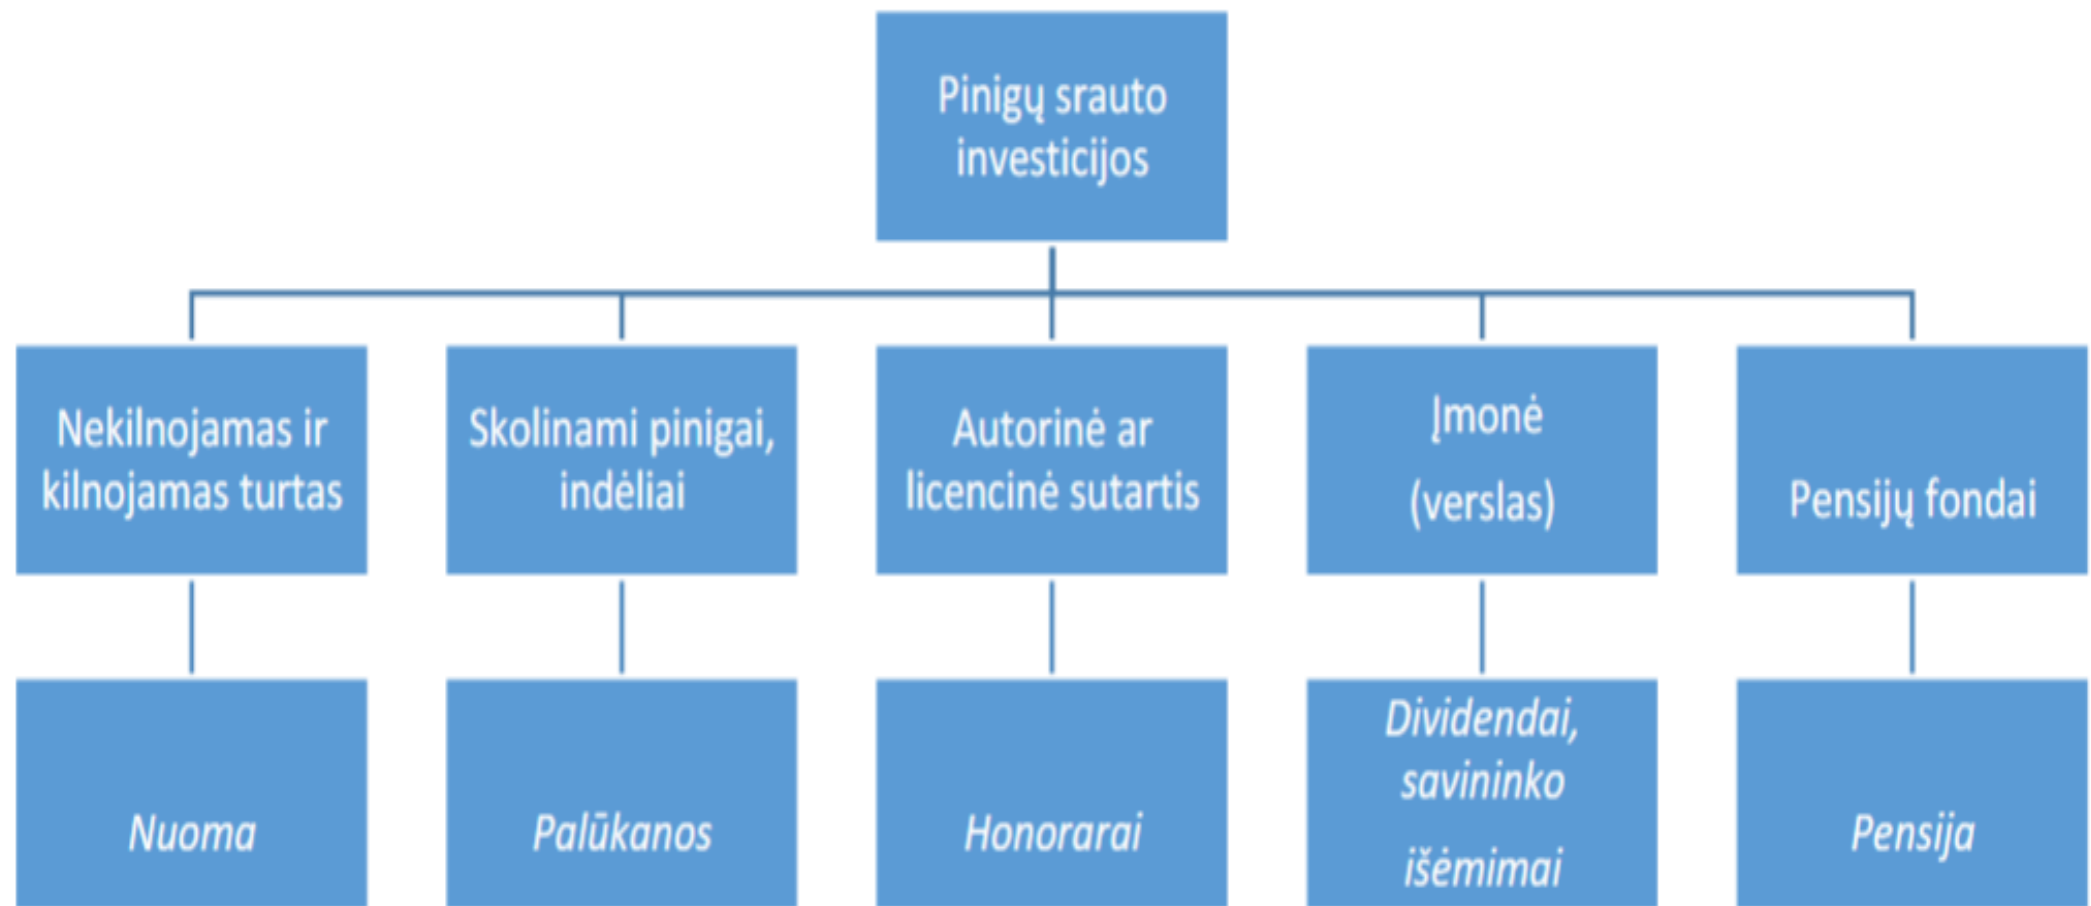 Pinigų srauto
investicijos
Nekilnojamas ir
kilnojamas turtas
Skolinami pinigai,
indėliai
Autorinė ar
licencinė sutartis
Įmonė
(verslas)
Pensijų fondai
Nuoma
Palūkanos
Honorarai
Dividendai,
savininko
išėmimai
Pensija